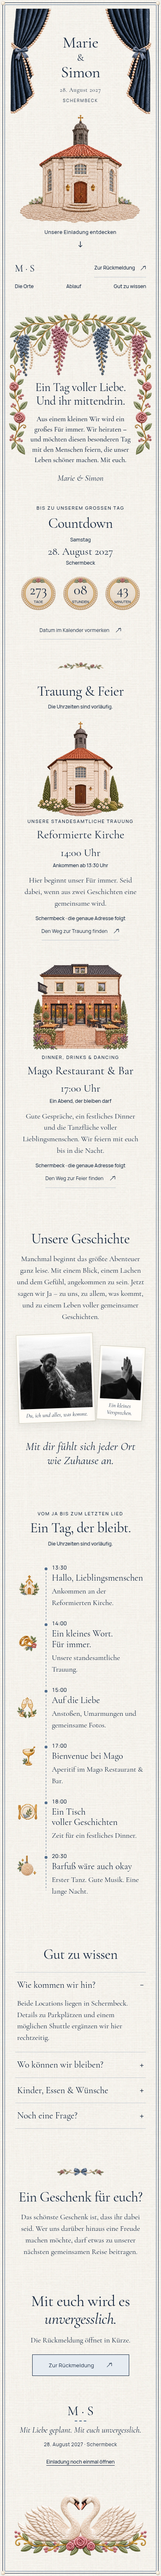 Marie
&
Simon
28. August 2027
SCHERMBECK
Unsere Einladung entdecken
↓
M · S
Zur Rückmeldung ↗
Die Orte Ablauf Gut zu wissen
Ein Tag voller Liebe.
Und ihr mittendrin.
Aus einem kleinen Wir wird ein
großes Für immer. Wir heiraten –
und möchten diesen besonderen Tag
mit den Menschen feiern, die unser
Leben schöner machen. Mit euch.
Marie & Simon
BIS ZU UNSEREM GROSSEN TAG
Countdown
Samstag
28. August 2027
Schermbeck
273 08 43
TAGE STUNDEN MINUTEN
Datum im Kalender vormerken ↗
Trauung & Feier
Die Uhrzeiten sind vorläufig.
UNSERE STANDESAMTLICHE TRAUUNG
Reformierte Kirche
14:00 Uhr
Ankommen ab 13:30 Uhr
Hier beginnt unser Für immer. Seid
dabei, wenn aus zwei Geschichten eine
gemeinsame wird.
Schermbeck · die genaue Adresse folgt
Den Weg zur Trauung finden ↗
DINNER, DRINKS & DANCING
Mago Restaurant & Bar
17:00 Uhr
Ein Abend, der bleiben darf
Gute Gespräche, ein festliches Dinner
und die Tanzfläche voller
Lieblingsmenschen. Wir feiern mit euch
bis in die Nacht.
Schermbeck · die genaue Adresse folgt
Den Weg zur Feier finden ↗
Unsere Geschichte
Manchmal beginnt das größte Abenteuer
ganz leise. Mit einem Blick, einem Lachen
und dem Gefühl, angekommen zu sein. Jetzt
sagen wir Ja – zu uns, zu allem, was kommt,
und zu einem Leben voller gemeinsamer
Geschichten.
Du, ich und alles, was kommt.
Ein kleines
Versprechen.
Mit dir fühlt sich jeder Ort
wie Zuhause an.
VOM JA BIS ZUM LETZTEN LIED
Ein Tag, der bleibt.
Die Uhrzeiten sind vorläufig.
13:30
Hallo, Lieblingsmenschen
Ankommen an der
Reformierten Kirche.
14:00
Ein kleines Wort.
Für immer.
Unsere standesamtliche
Trauung.
15:00
Auf die Liebe
Anstoßen, Umarmungen und
gemeinsame Fotos.
17:00
Bienvenue bei Mago
Aperitif im Mago Restaurant &
Bar.
18:00
Ein Tisch
voller Geschichten
Zeit für ein festliches Dinner.
20:30
Barfuß wäre auch okay
Erster Tanz. Gute Musik. Eine
lange Nacht.
Gut zu wissen
Wie kommen wir hin? −
Beide Locations liegen in Schermbeck.
Details zu Parkplätzen und einem
möglichen Shuttle ergänzen wir hier
rechtzeitig.
Wo können wir bleiben? +
Kinder, Essen & Wünsche +
Noch eine Frage? +
Ein Geschenk für euch?
Das schönste Geschenk ist, dass ihr dabei
seid. Wer uns darüber hinaus eine Freude
machen möchte, darf etwas zu unserer
nächsten gemeinsamen Reise beitragen.
Mit euch wird es
unvergesslich.
Die Rückmeldung öffnet in Kürze.
Zur Rückmeldung ↗
M · S
Mit Liebe geplant. Mit euch unvergesslich.
28. August 2027 · Schermbeck
Einladung noch einmal öffnen